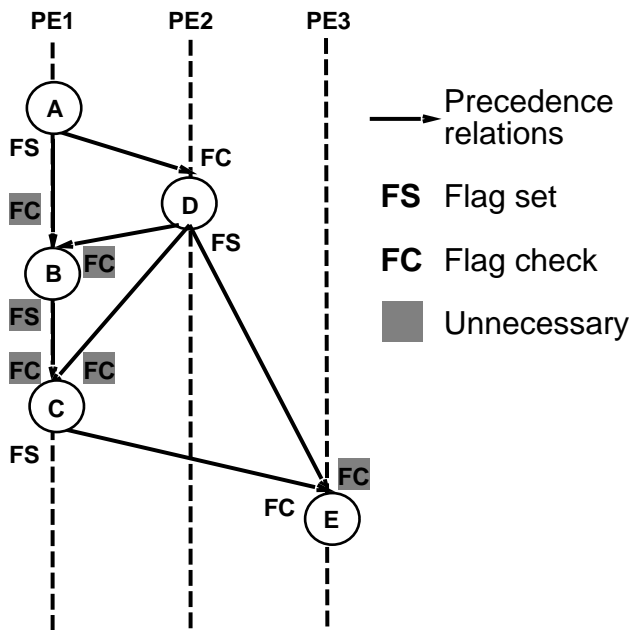 PE1 PE2 PE3
A
Precedence
relations
FS
FC
FC
D
FS Flag set
FS
B
FC
FC Flag check
FS
Unnecessary
FC
FC
C
FS
FC
FC
E